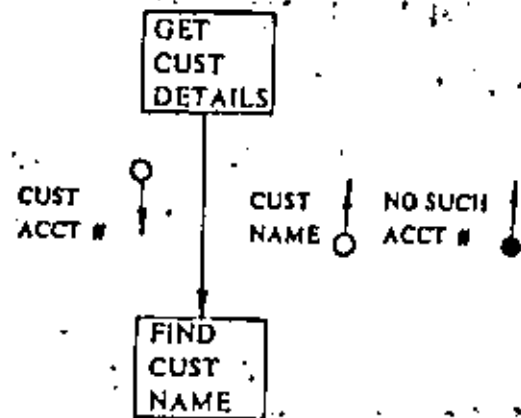 GET
CUST
DETAILS
CUST
ACCT #
CUST
NAME
NO SUCH
ACCT #
FIND
CUST
NAME